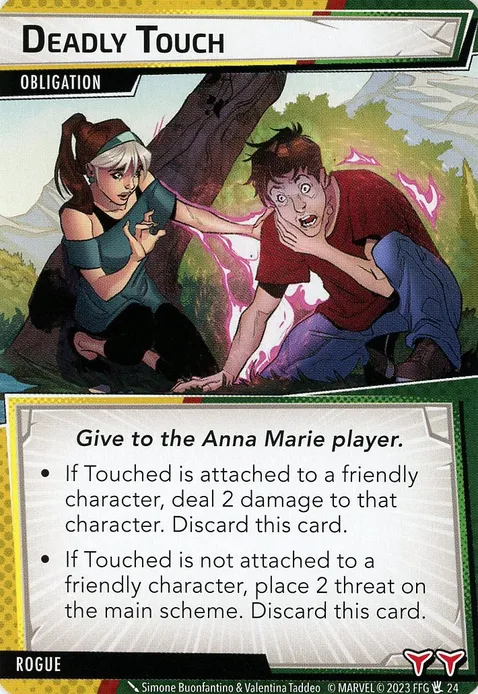 DEADLY TOUCH
OBLIGATION
Give to the Anna Marie player.
• If Touched is attached to a friendly
character, deal 2 damage to that
character. Discard this card.
• If Touched is not attached to a
friendly character, place 2 threat on
the main scheme. Discard this card.
ROGUE
Simone Buonfantino & Valentina Taddeo © MARVEL © 2023 FFG 24